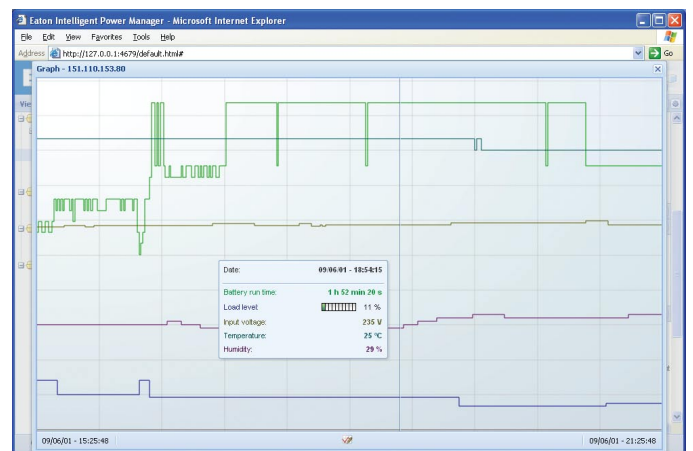 Eaton Intelligent Power Manager - Microsoft Internet Explorer
File Edit View Favorites Tools Help
Address http://127.0.0.1:4679/default.html# Go
Graph - 151.110.153.80
Vie
Date: 09/06/01 - 18:54:15
Battery run time: 1 h 52 min 20 s
Load level: 11 %
Input voltage: 235 V
Temperature: 25 °C
Humidity: 29 %
09/06/01 - 15:25:48 09/06/01 - 21:25:48